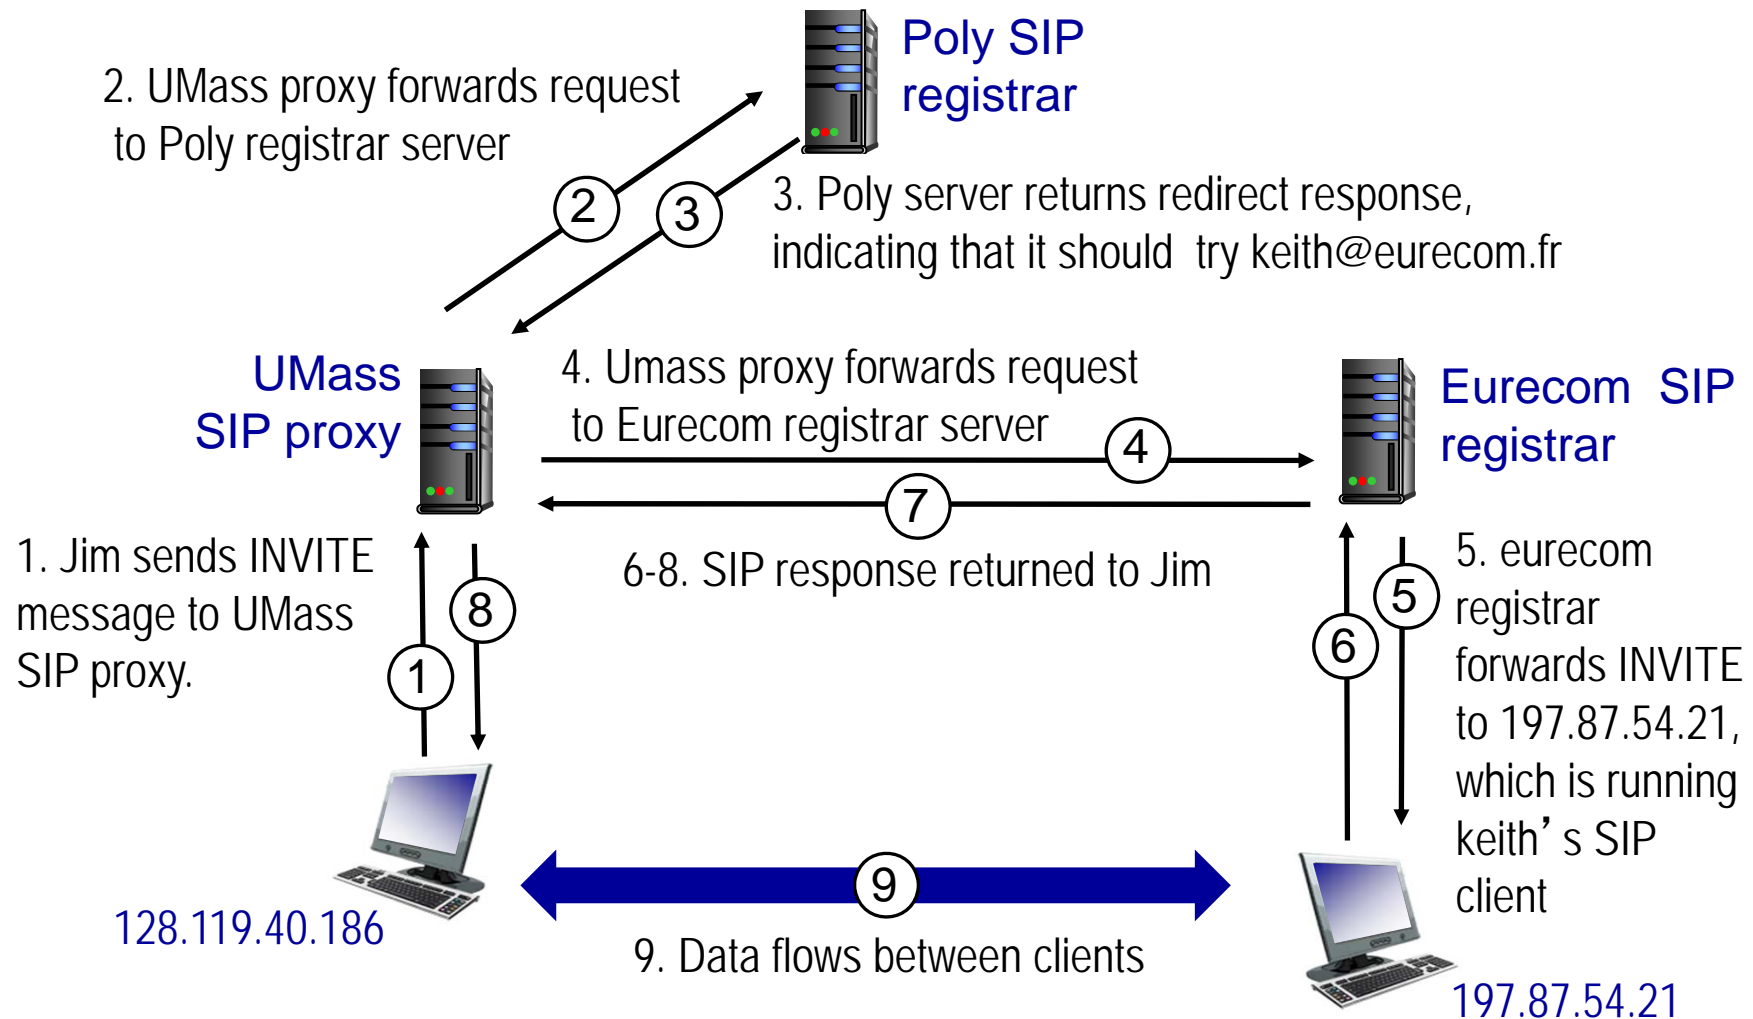 Poly SIP
registrar
2. UMass proxy forwards request
to Poly registrar server
2
3
3. Poly server returns redirect response,
indicating that it should try keith@eurecom.fr
UMass
SIP proxy
4. Umass proxy forwards request
to Eurecom registrar server
4
Eurecom SIP
registrar
7
1. Jim sends INVITE
message to UMass
SIP proxy.
8
1
6-8. SIP response returned to Jim
5
6
5. eurecom
registrar
forwards INVITE
to 197.87.54.21,
which is running
keith’s SIP
client
9
128.119.40.186
9. Data flows between clients
197.87.54.21